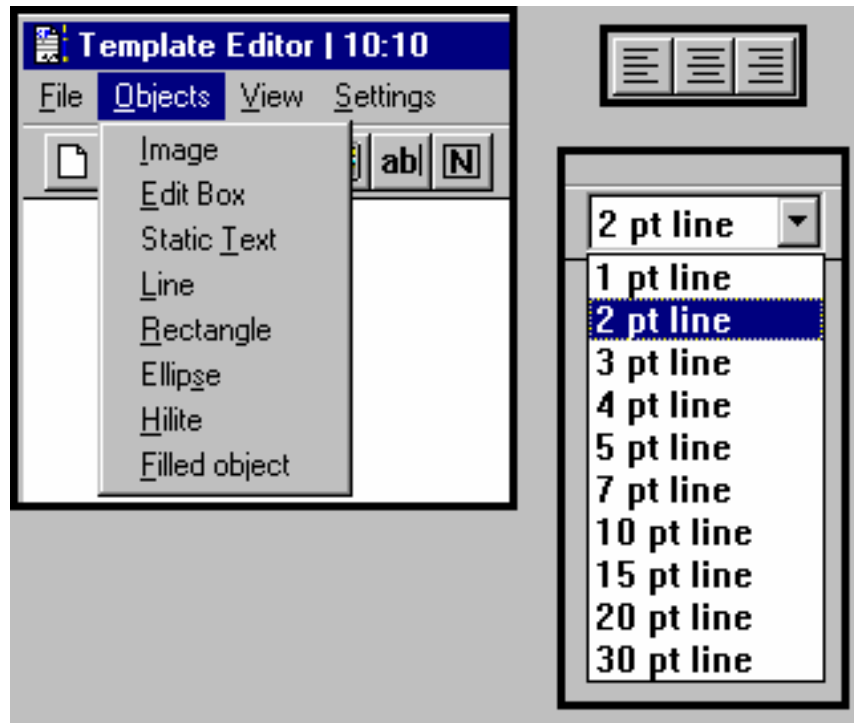 Template Editor | 10:10
File Objects View Settings
ab| N
Image
Edit Box
Static Text
Line
Rectangle
Ellipse
Hilite
Filled object
2 pt line
1 pt line
2 pt line
3 pt line
4 pt line
5 pt line
7 pt line
10 pt line
15 pt line
20 pt line
30 pt line